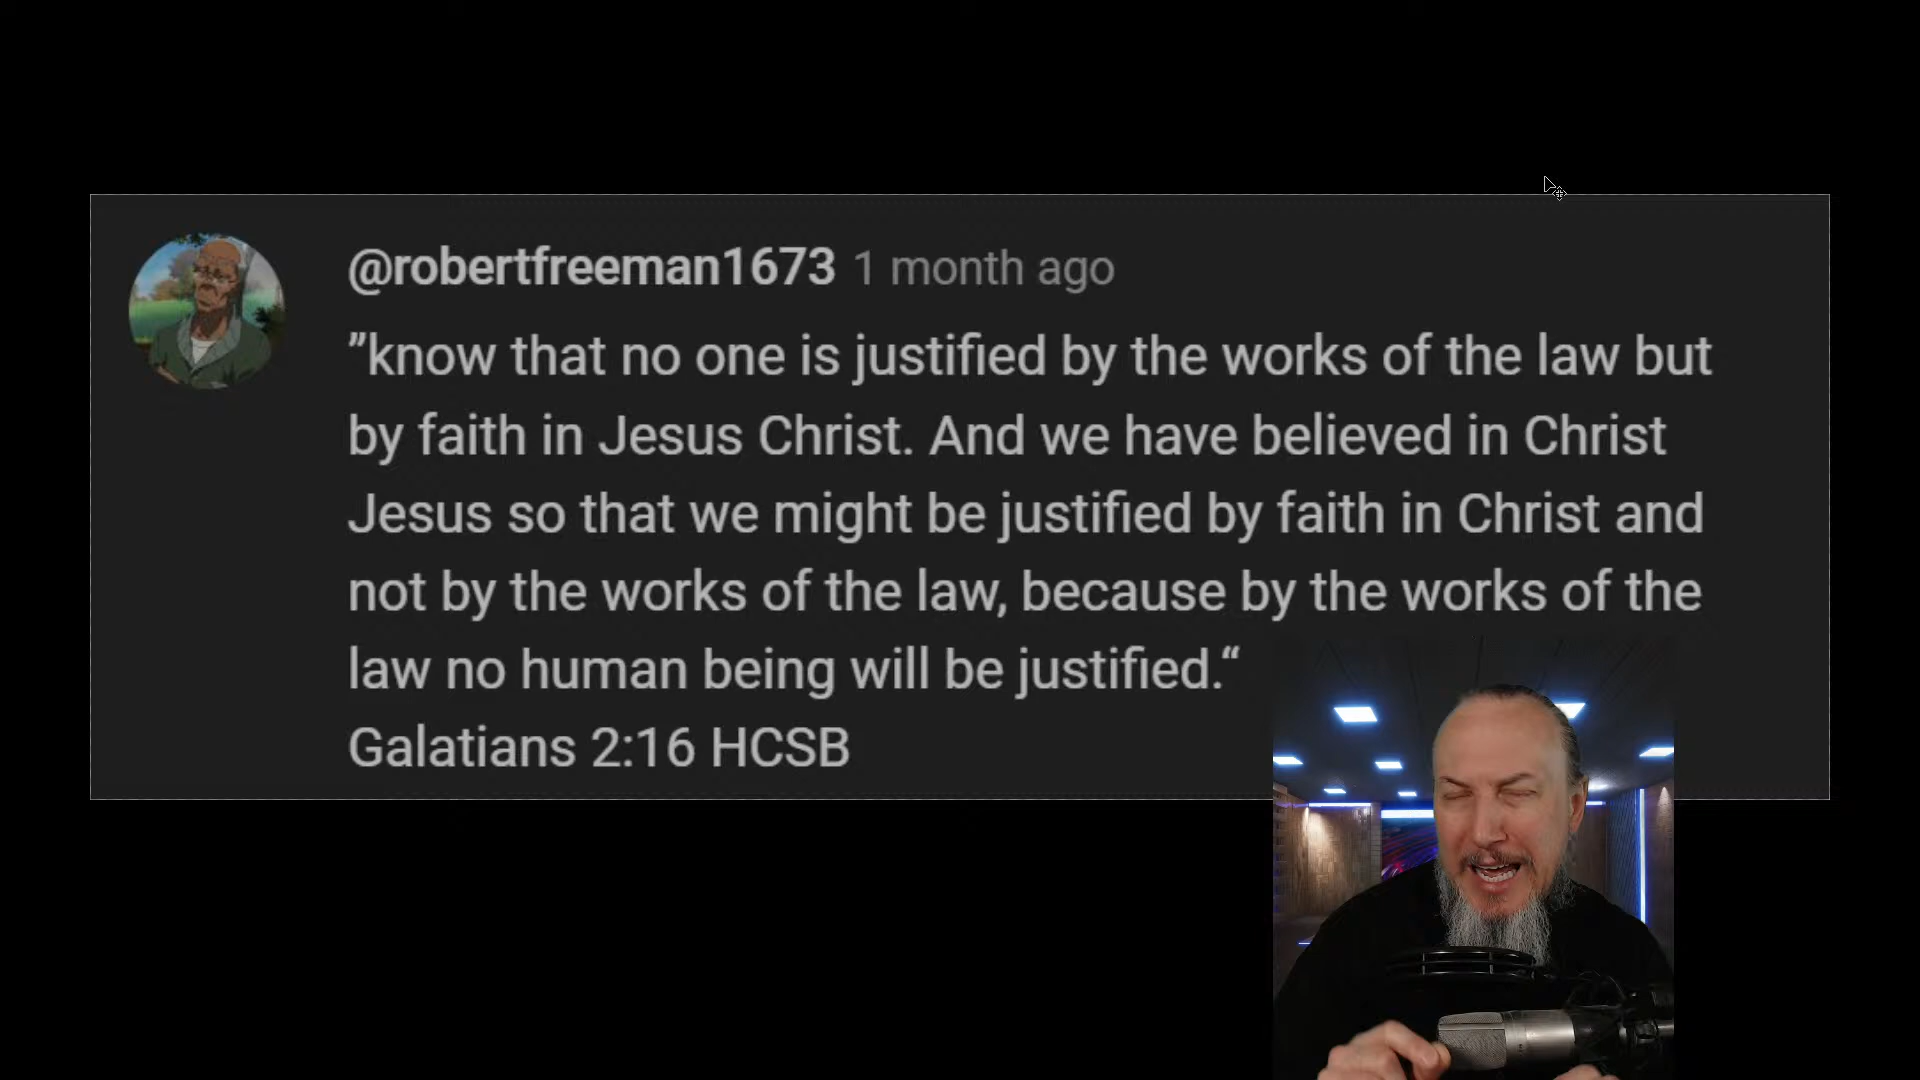 @robertfreeman1673 1 month ago
”know that no one is justified by the works of the law but
by faith in Jesus Christ. And we have believed in Christ
Jesus so that we might be justified by faith in Christ and
not by the works of the law, because by the works of the
law no human being will be justified.“
Galatians 2:16 HCSB